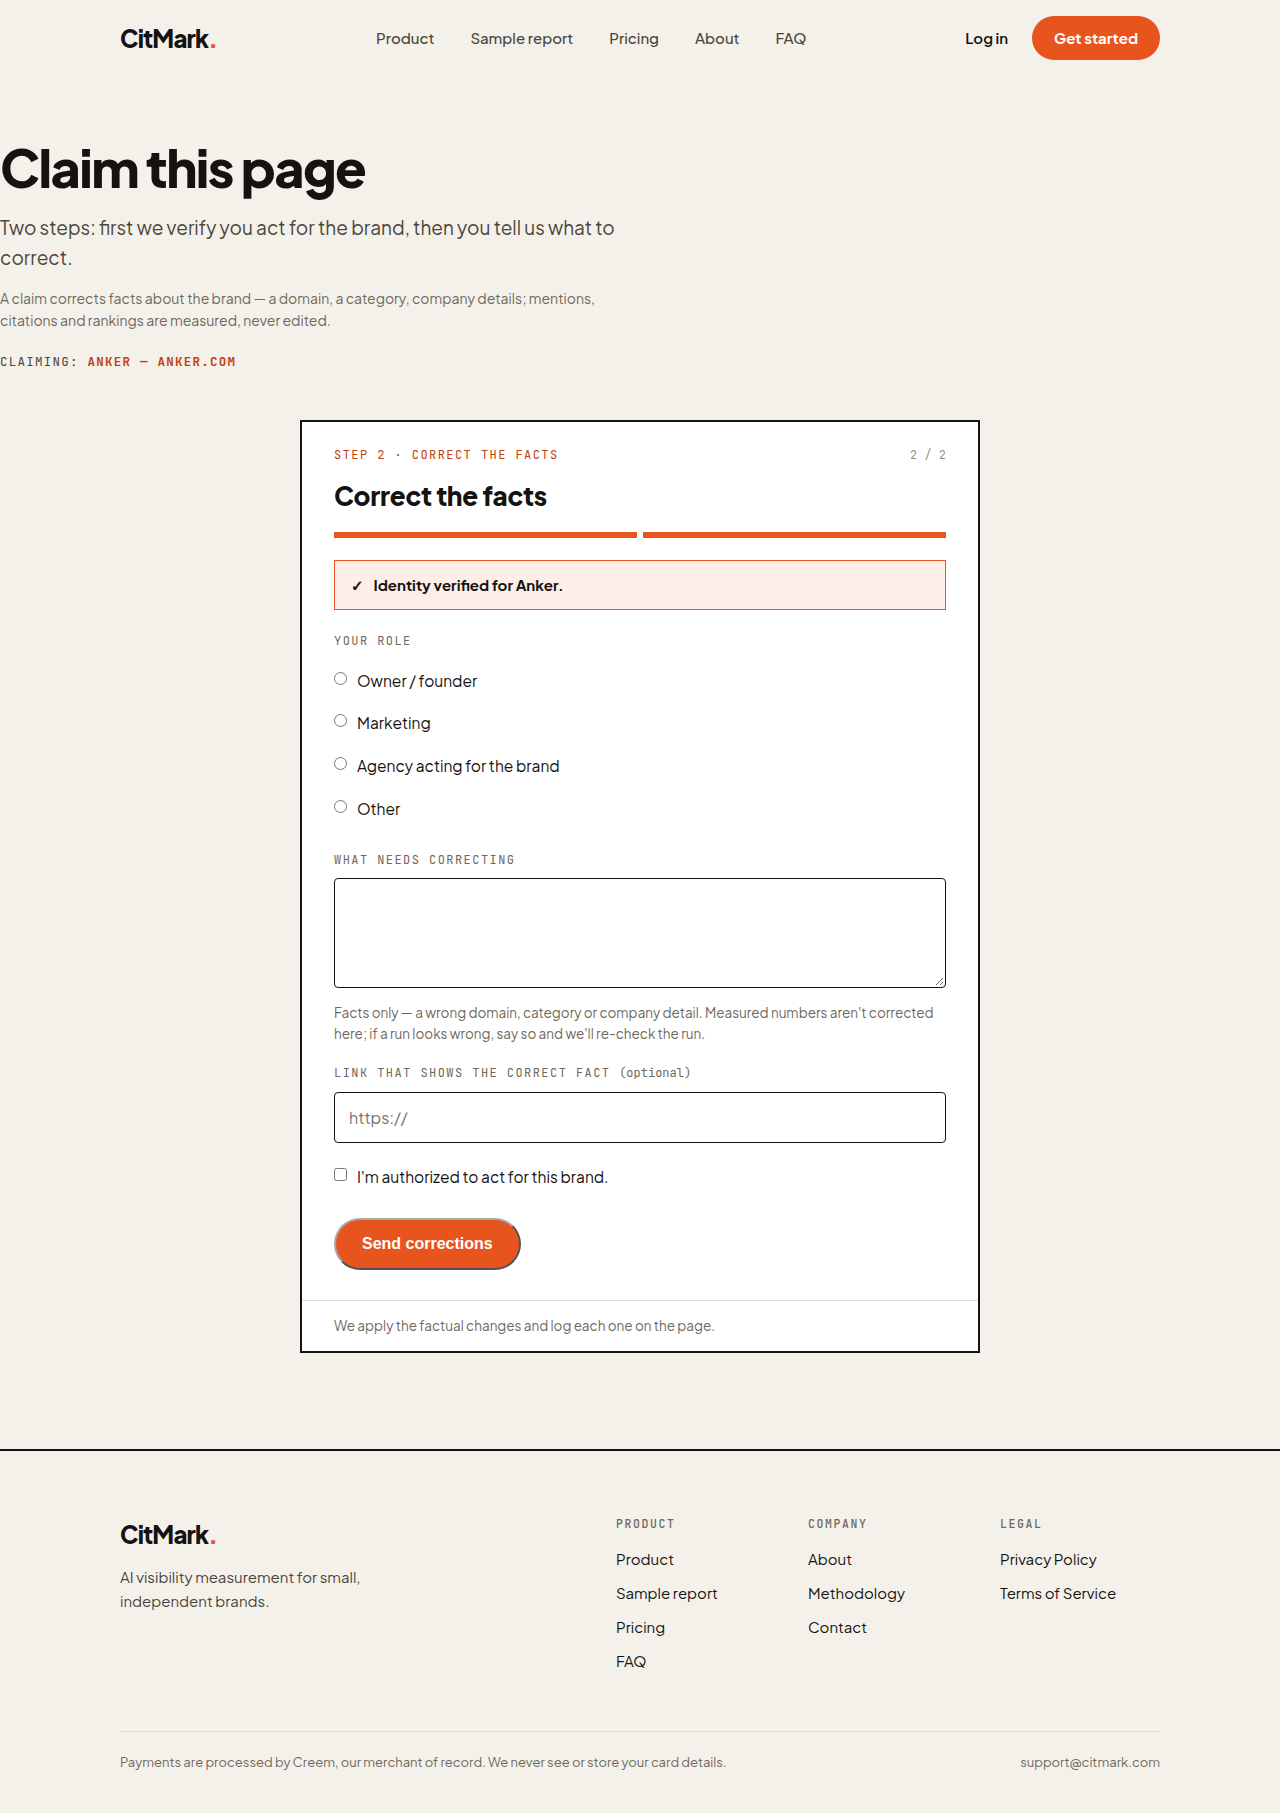 CitMark.
Product
Sample report
Pricing
About
FAQ
Log in
Get started
Claim this page
Two steps: first we verify you act for the brand, then you tell us what to
correct.
A claim corrects facts about the brand — a domain, a category, company details; mentions,
citations and rankings are measured, never edited.
CLAIMING: ANKER — ANKER.COM
STEP 2 · CORRECT THE FACTS
2 / 2
Correct the facts
✓ Identity verified for Anker.
YOUR ROLE
Owner / founder
Marketing
Agency acting for the brand
Other
WHAT NEEDS CORRECTING
Facts only — a wrong domain, category or company detail. Measured numbers aren't corrected
here; if a run looks wrong, say so and we'll re-check the run.
LINK THAT SHOWS THE CORRECT FACT (optional)
https://
I'm authorized to act for this brand.
Send corrections
We apply the factual changes and log each one on the page.
CitMark.
AI visibility measurement for small,
independent brands.
PRODUCT
Product
Sample report
Pricing
FAQ
COMPANY
About
Methodology
Contact
LEGAL
Privacy Policy
Terms of Service
Payments are processed by Creem, our merchant of record. We never see or store your card details.
support@citmark.com